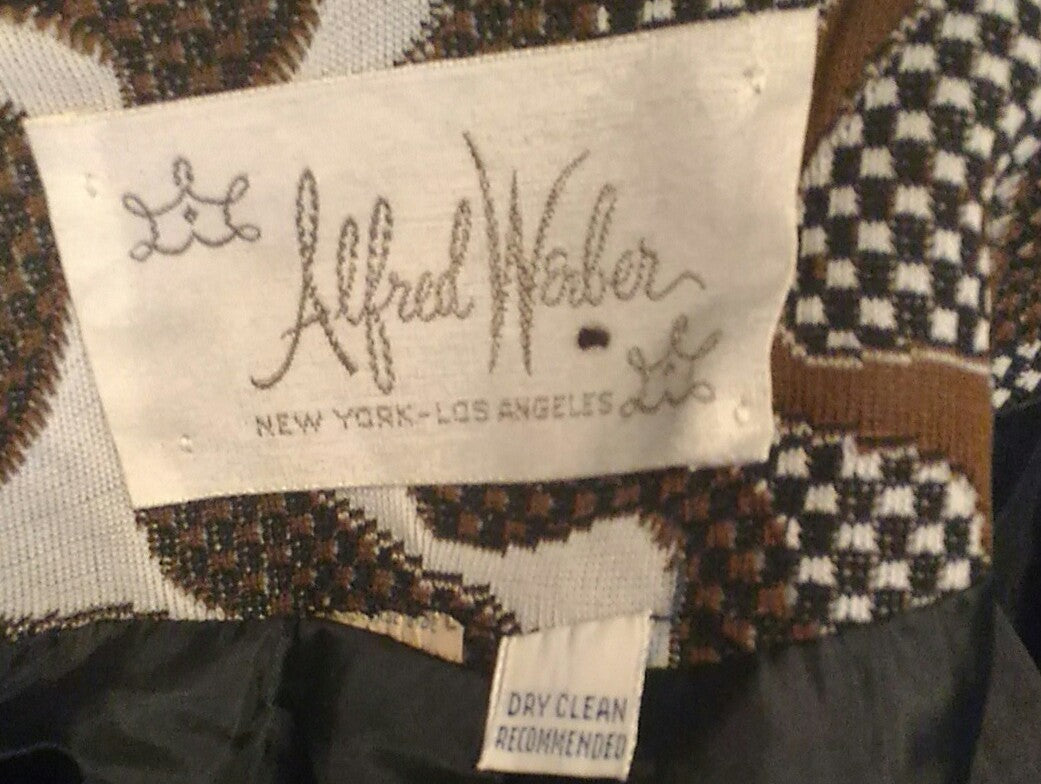 Alfred Werber
NEW YORK-LOS ANGELES
DRY CLEAN
RECOMMENDED